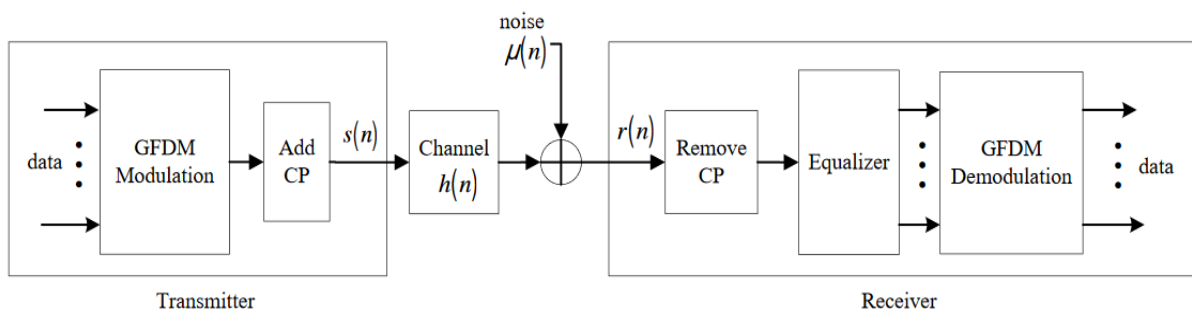 noise
μ(n)
data
GFDM
Modulation
Add
CP
s(n)
Channel
h(n)
r(n)
Remove
CP
Equalizer
GFDM
Demodulation
data
Transmitter
Receiver